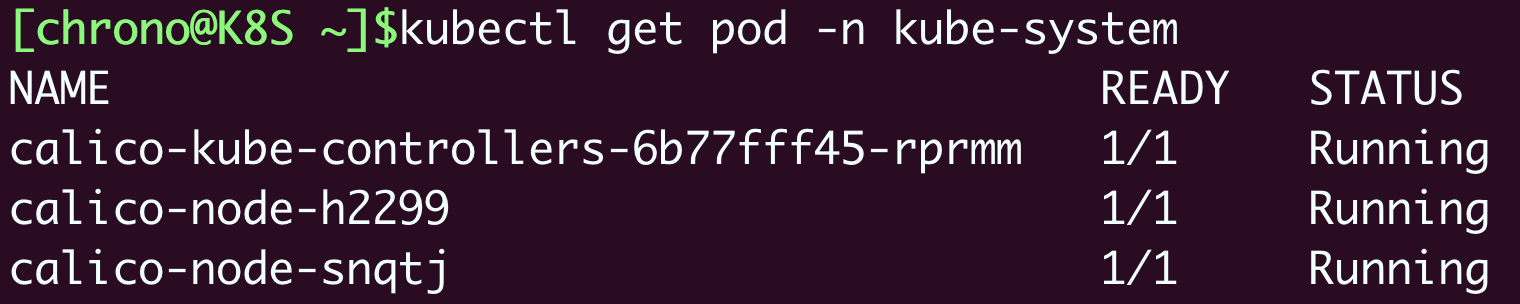 [chrono@K8S ~]$kubectl get pod -n kube-system
NAME READY STATUS
calico-kube-controllers-6b77fff45-rprmm 1/1 Running
calico-node-h2299 1/1 Running
calico-node-snqtj 1/1 Running